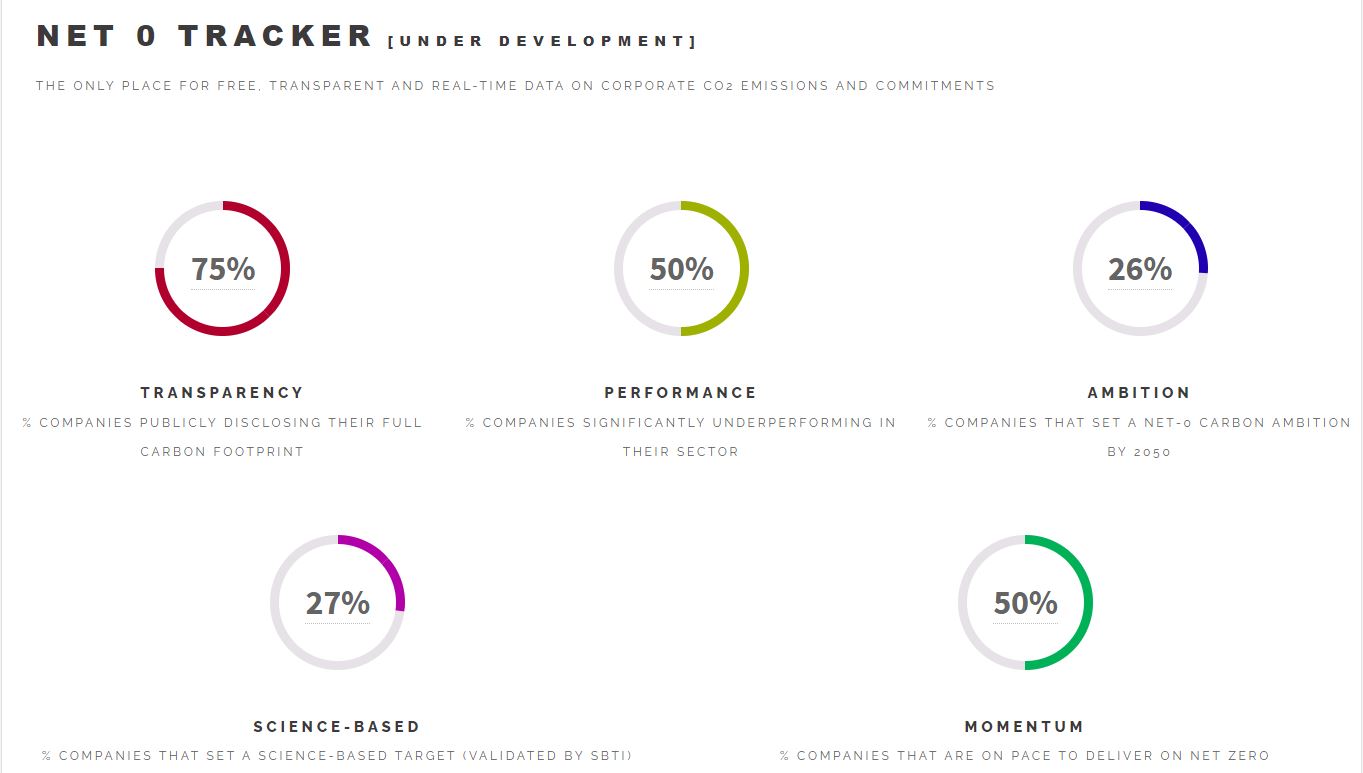 NET 0 TRACKER [UNDER DEVELOPMENT]
THE ONLY PLACE FOR FREE, TRANSPARENT AND REAL-TIME DATA ON CORPORATE CO2 EMISSIONS AND COMMITMENTS
75%
50%
26%
TRANSPARENCY
% COMPANIES PUBLICLY DISCLOSING THEIR FULL
CARBON FOOTPRINT
PERFORMANCE
% COMPANIES SIGNIFICANTLY UNDERPERFORMING IN
THEIR SECTOR
AMBITION
% COMPANIES THAT SET A NET-0 CARBON AMBITION
BY 2050
27%
50%
SCIENCE-BASED
% COMPANIES THAT SET A SCIENCE-BASED TARGET (VALIDATED BY SBTI)
MOMENTUM
% COMPANIES THAT ARE ON PACE TO DELIVER ON NET ZERO